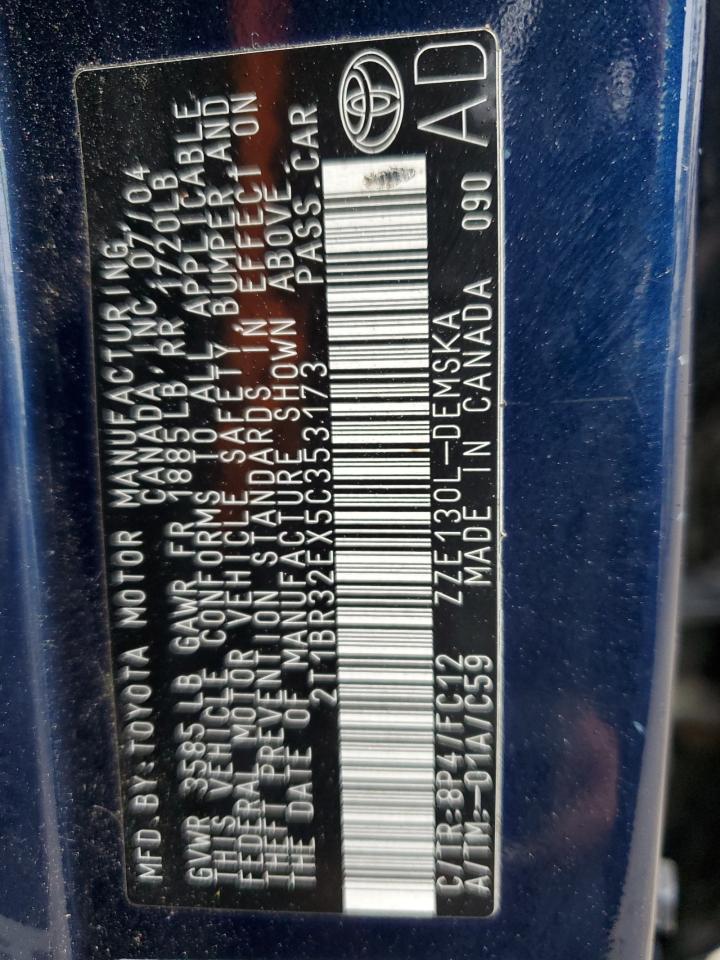 MFD.BY:TOYOTA MOTOR MANUFACTURING
CANADA, INC 07/04
GVWR 3585 LB GAWR FR 1885 LB RR 1720LB
THIS VEHICLE CONFORMS TO ALL APPLICABLE
FEDERAL MOTOR VEHICLE SAFETY BUMPER, AND
THEFT PREVENTION STANDARDS IN EFFECT ON
THE DATE OF MANUFACTURE SHOWN ABOVE.
2T1BR32EX5C353173 PASS.CAR
C/TR:8P4/FC12 ZZE130L-DEMSKA
A/TM:-01A/C59 MADE IN CANADA 090
AD